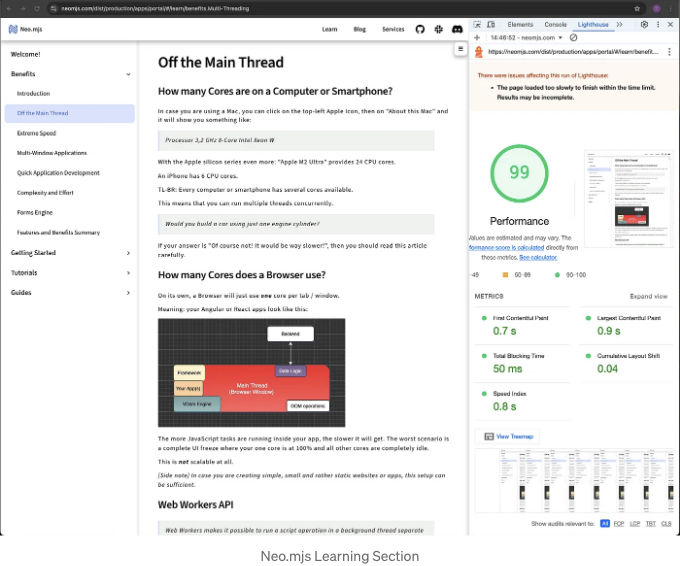 neomjs.com/dist/production/apps/portal/#/learn/benefits.Multi-Threading
Neo.mjs
Learn
Blog
Services
Welcome!
Benefits
Introduction
Off the Main Thread
Extreme Speed
Multi-Window Applications
Quick Application Development
Complexity and Effort
Forms Engine
Features and Benefits Summary
Getting Started
Tutorials
Guides
Off the Main Thread
How many Cores are on a Computer or Smartphone?
In case you are using a Mac, you can click on the top-left Apple Icon, then on "About this Mac" and
it will show you something like:
Processer 3,2 GHz 8-Core Intel Xeon W
With the Apple silicon series even more: "Apple M2 Ultra" provides 24 CPU cores.
An iPhone has 6 CPU cores.
TL-BR: Every computer or smartphone has several cores available.
This means that you can run multiple threads concurrently.
Would you build a car using just one engine cylinder?
If your answer is "Of course not! It would be way slower!", then you should read this article
carefully.
How many Cores does a Browser use?
On its own, a Browser will just use one core per tab / window.
Meaning: your Angular or React apps look like this:
Backend
Framework
Data Logic
Your App(s)
Main Thread
(Browser Window)
VDom Engine
DOM operations
The more JavaScript tasks are running inside your app, the slower it will get. The worst scenario is
a complete UI freeze where your one core is at 100% and all other cores are completely idle.
This is not scalable at all.
[Side note] In case you are creating simple, small and rather static websites or apps, this setup can
be sufficient.
Web Workers API
Web Workers makes it possible to run a script operation in a background thread separate
Elements
Console
Lighthouse
14:46:52 - neomjs.com
https://neomjs.com/dist/production/apps/portal/#/learn/benefit...
There were issues affecting this run of Lighthouse:
The page loaded too slowly to finish within the time limit.
Results may be incomplete.
99
Performance
Values are estimated and may vary. The
performance score is calculated directly from
these metrics. See calculator.
-49
50-89
90-100
METRICS
Expand view
First Contentful Paint
0.7 s
Largest Contentful Paint
0.9 s
Total Blocking Time
50 ms
Cumulative Layout Shift
0.04
Speed Index
0.8 s
View Treemap
Show audits relevant to: All FCP LCP TBT CLS
Neo.mjs Learning Section